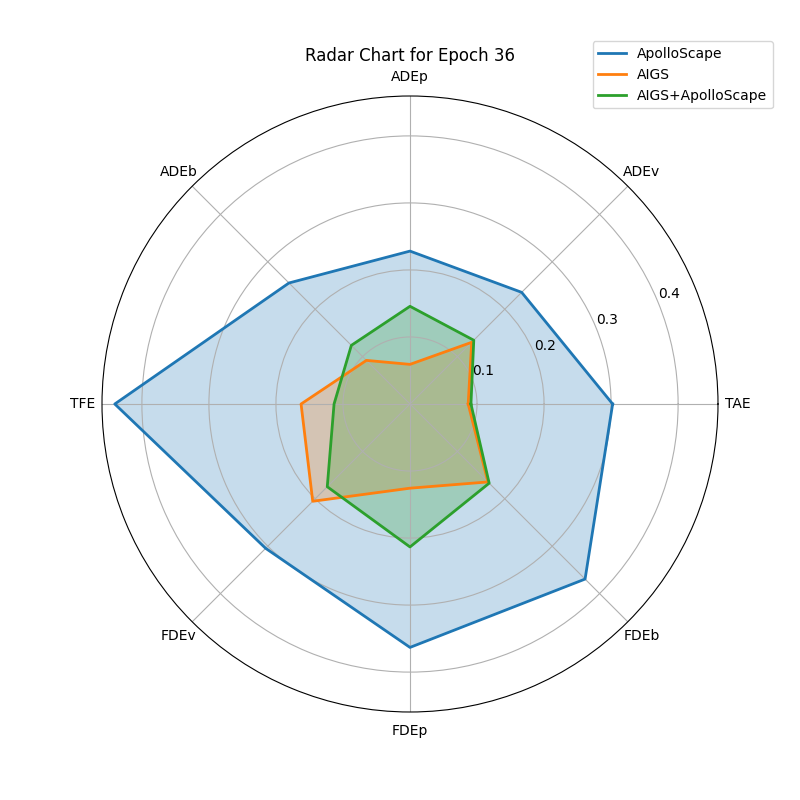 Radar Chart for Epoch 36
ApolloScape
AIGS
AIGS+ApolloScape
ADEp
ADEb
ADEv
0.4
0.3
0.2
0.1
TFE
TAE
FDEv
FDEb
FDEp